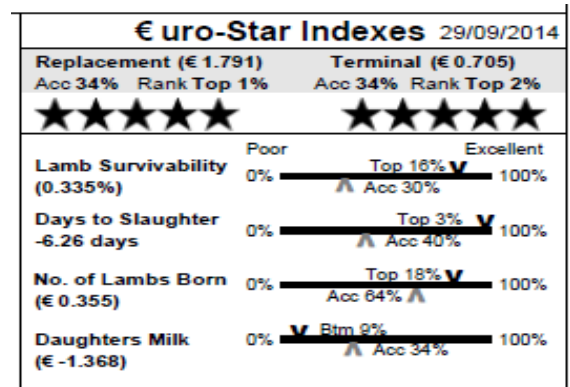 € uro-Star Indexes 29/09/2014
Replacement (€ 1.791) Terminal (€ 0.705)
Acc 34% Rank Top 1% Acc 34% Rank Top 2%
★★★★★ ★★★★★
Poor Excellent
Lamb Survivability 0% Top 16% 100%
(0.335%) Acc 30%
Days to Slaughter 0% Top 3% 100%
-6.26 days Acc 40%
No. of Lambs Born 0% Top 18% 100%
(€ 0.355) Acc 64%
Daughters Milk 0% Btm 9% 100%
(€ -1.368) Acc 34%